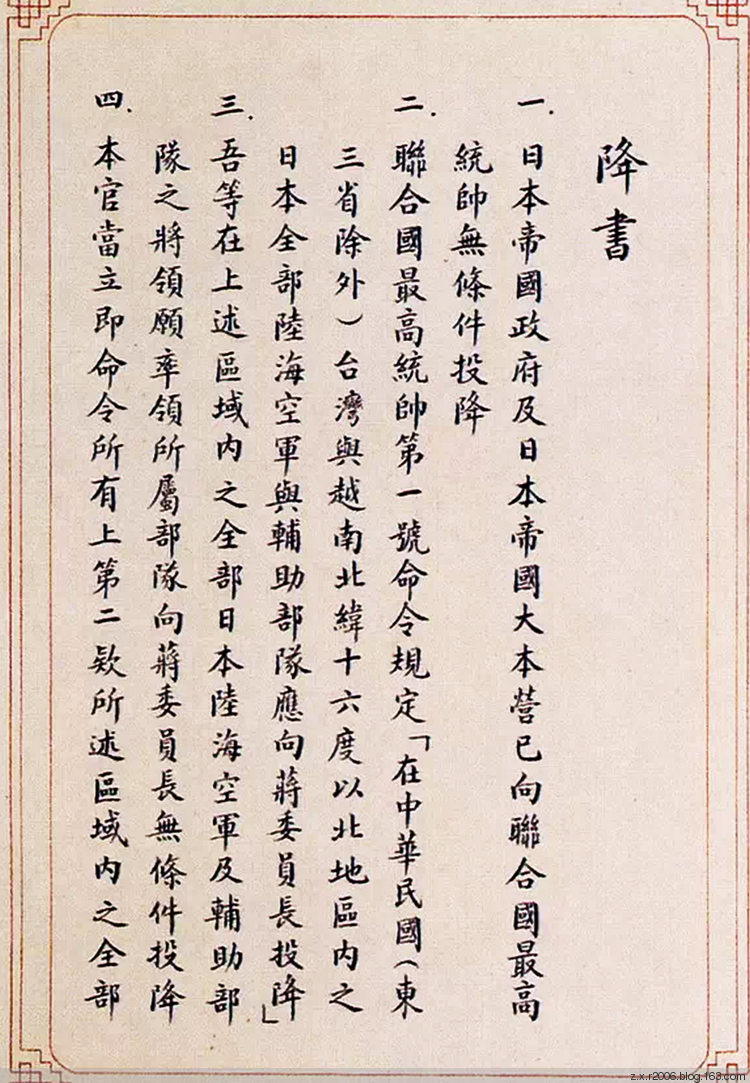 降書
一.日本帝國政府及日本帝國大本營已向聯合國最高
統帥無條件投降
二.聯合國最高統帥第一號命令規定「在中華民國(東
三省除外)台灣與越南北緯十六度以北地區內之
日本全部陸海空軍與輔助部隊應向蔣委員長投降」
三.吾等在上述區域內之全部日本陸海空軍及輔助部
隊之將領願率領所屬部隊向蔣委員長無條件投降
四.本官當立即命令所有上第二款所述區域內之全部
z.x.r2006.blog.163.com